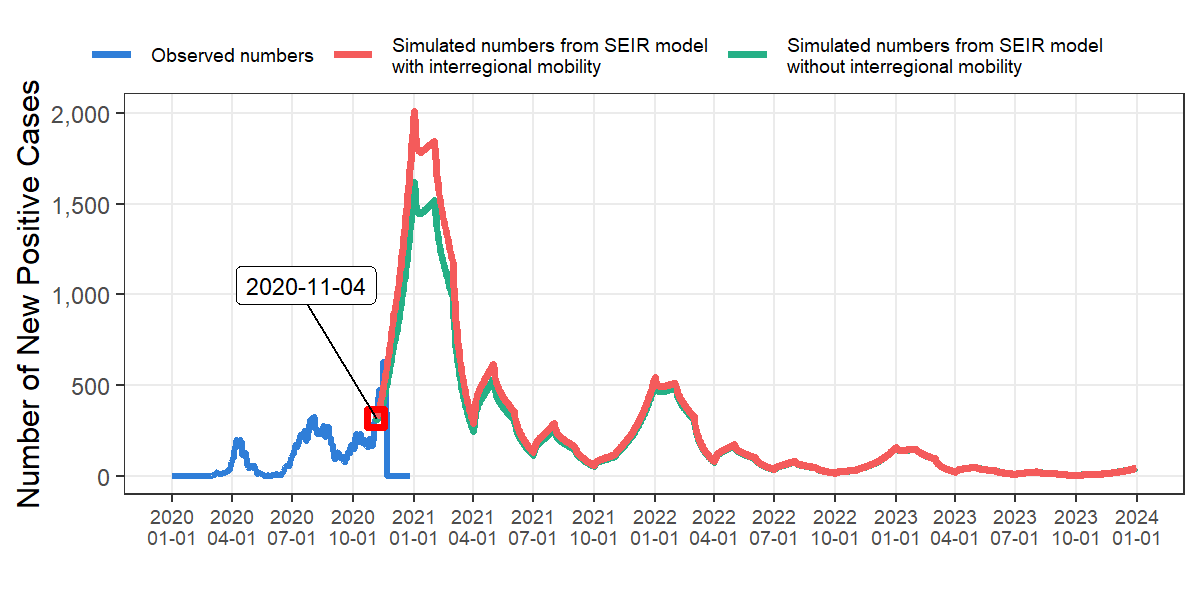 Observed numbers
Simulated numbers from SEIR model
with interregional mobility
Simulated numbers from SEIR model
without interregional mobility
Number of New Positive Cases
2,000
1,500
1,000
500
0
2020-11-04
2020 2020 2020 2020 2021 2021 2021 2021 2022 2022 2022 2022 2023 2023 2023 2023 2024
01-01 04-01 07-01 10-01 01-01 04-01 07-01 10-01 01-01 04-01 07-01 10-01 01-01 04-01 07-01 10-01 01-01